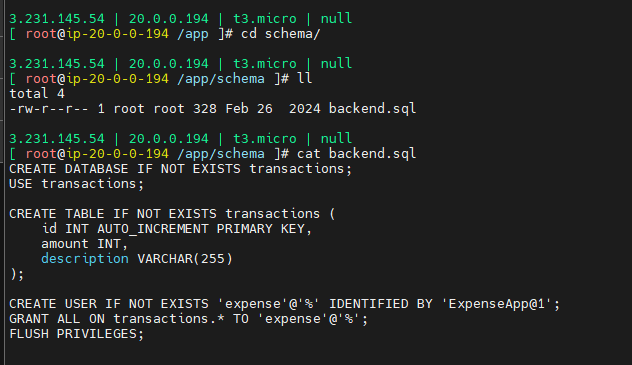 3.231.145.54 | 20.0.0.194 | t3.micro | null
[ root@ip-20-0-0-194 /app ]# cd schema/
3.231.145.54 | 20.0.0.194 | t3.micro | null
[ root@ip-20-0-0-194 /app/schema ]# ll
total 4
-rw-r--r-- 1 root root 328 Feb 26  2024 backend.sql
3.231.145.54 | 20.0.0.194 | t3.micro | null
[ root@ip-20-0-0-194 /app/schema ]# cat backend.sql
CREATE DATABASE IF NOT EXISTS transactions;
USE transactions;
CREATE TABLE IF NOT EXISTS transactions (
    id INT AUTO_INCREMENT PRIMARY KEY,
    amount INT,
    description VARCHAR(255)
);
CREATE USER IF NOT EXISTS 'expense'@'%' IDENTIFIED BY 'ExpenseApp@1';
GRANT ALL ON transactions.* TO 'expense'@'%';
FLUSH PRIVILEGES;